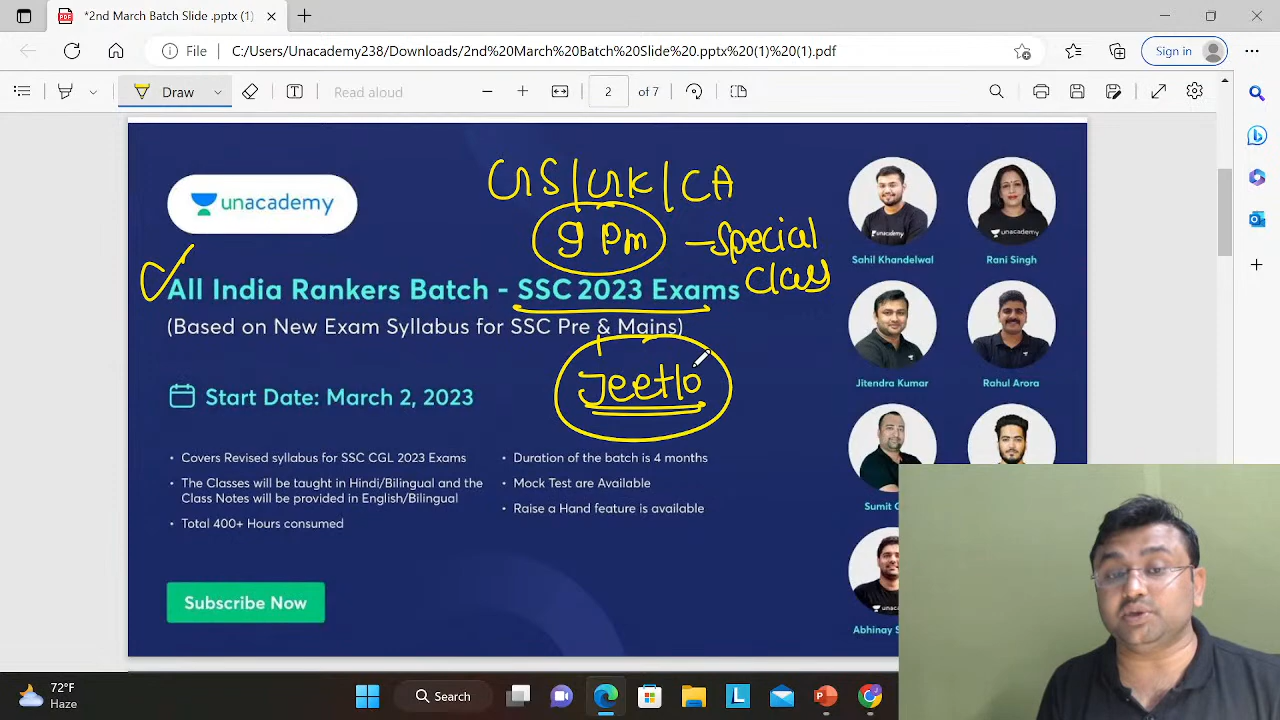 *2nd March Batch Slide .pptx (1)
File
C:/Users/Unacademy238/Downloads/2nd%20March%20Batch%20Slide%20.pptx%20(1)%20(1).pdf
Sign in
Draw
Read aloud
2 of 7
GS/GK/CA
9 Pm - Special Class
unacademy
All India Rankers Batch - SSC 2023 Exams
(Based on New Exam Syllabus for SSC Pre & Mains)
Jeetlo
Start Date: March 2, 2023
• Covers Revised syllabus for SSC CGL 2023 Exams
• The Classes will be taught in Hindi/Bilingual and the
Class Notes will be provided in English/Bilingual
• Total 400+ Hours consumed
• Duration of the batch is 4 months
• Mock Test are Available
• Raise a Hand feature is available
Subscribe Now
unacademy
unacademy
Sahil Khandelwal
Rani Singh
Jitendra Kumar
Rahul Arora
Sumit
Abhinay
72°F
Haze
Search